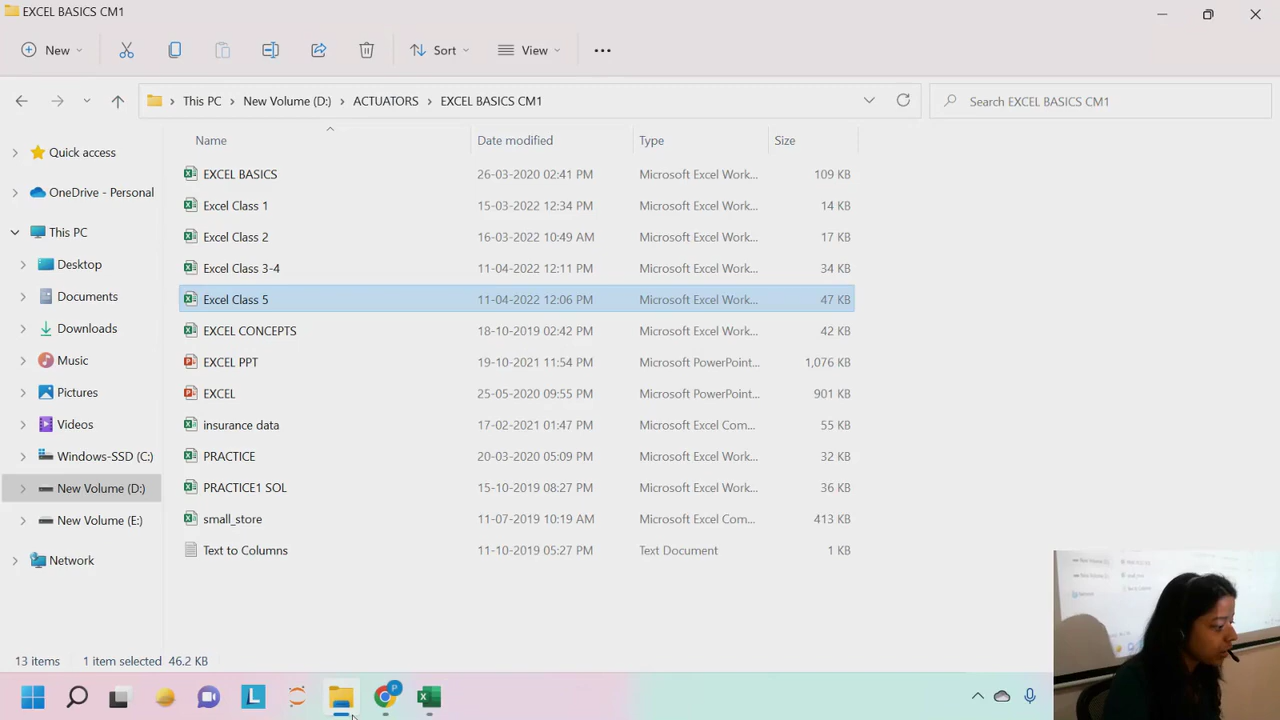 EXCEL BASICS CM1
New
Sort
View
This PC > New Volume (D:) > ACTUATORS > EXCEL BASICS CM1
Search EXCEL BASICS CM1
Name Date modified Type Size
Quick access
OneDrive - Personal
This PC
Desktop
Documents
Downloads
Music
Pictures
Videos
Windows-SSD (C:)
New Volume (D:)
New Volume (E:)
Network
EXCEL BASICS 26-03-2020 02:41 PM Microsoft Excel Work... 109 KB
Excel Class 1 15-03-2022 12:34 PM Microsoft Excel Work... 14 KB
Excel Class 2 16-03-2022 10:49 AM Microsoft Excel Work... 17 KB
Excel Class 3-4 11-04-2022 12:11 PM Microsoft Excel Work... 34 KB
Excel Class 5 11-04-2022 12:06 PM Microsoft Excel Work... 47 KB
EXCEL CONCEPTS 18-10-2019 02:42 PM Microsoft Excel Work... 42 KB
EXCEL PPT 19-10-2021 11:54 PM Microsoft PowerPoint... 1,076 KB
EXCEL 25-05-2020 09:55 PM Microsoft PowerPoint... 901 KB
insurance data 17-02-2021 01:47 PM Microsoft Excel Com... 55 KB
PRACTICE 20-03-2020 05:09 PM Microsoft Excel Work... 32 KB
PRACTICE1 SOL 15-10-2019 08:27 PM Microsoft Excel Work... 36 KB
small_store 11-07-2019 10:19 AM Microsoft Excel Com... 413 KB
Text to Columns 11-10-2019 05:27 PM Text Document 1 KB
13 items 1 item selected 46.2 KB
L
P